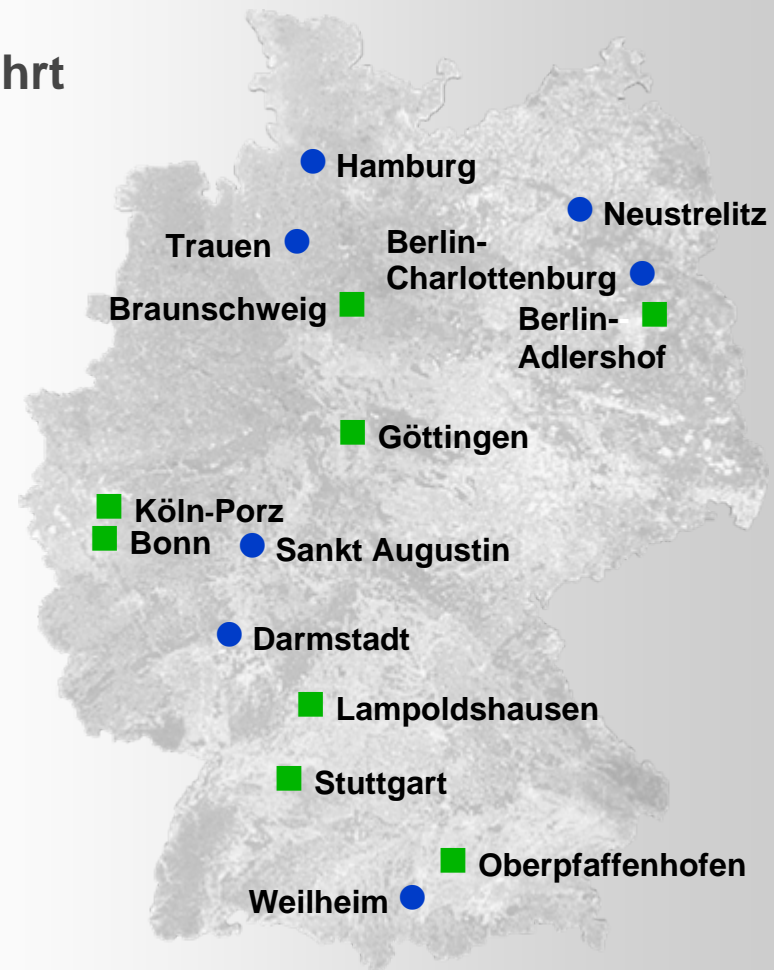 hrt
Hamburg
Neustrelitz
Trauen
Berlin-
Charlottenburg
Braunschweig
Berlin-
Adlershof
Göttingen
Köln-Porz
Bonn
Sankt Augustin
Darmstadt
Lampoldshausen
Stuttgart
Oberpfaffenhofen
Weilheim